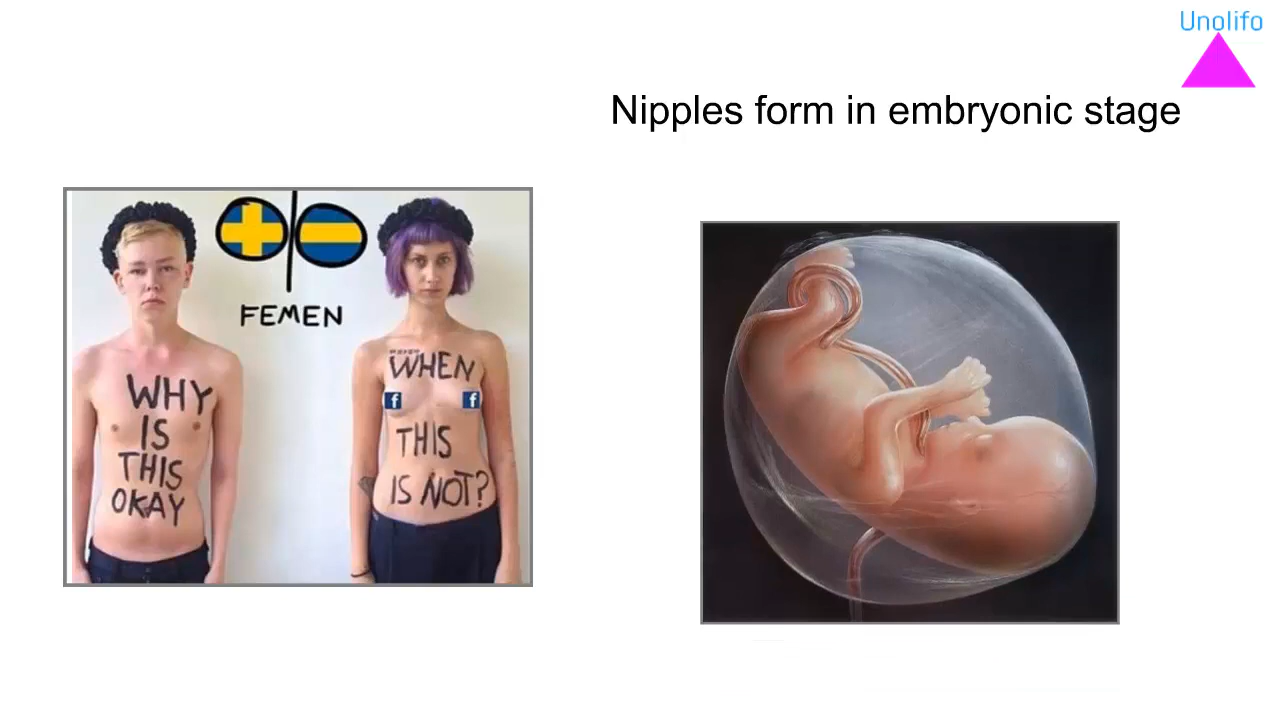 Unolifo
Nipples form in embryonic stage
FEMEN
WHY
IS
THIS
OKAY
WHEN
f f
THIS
IS NOT?